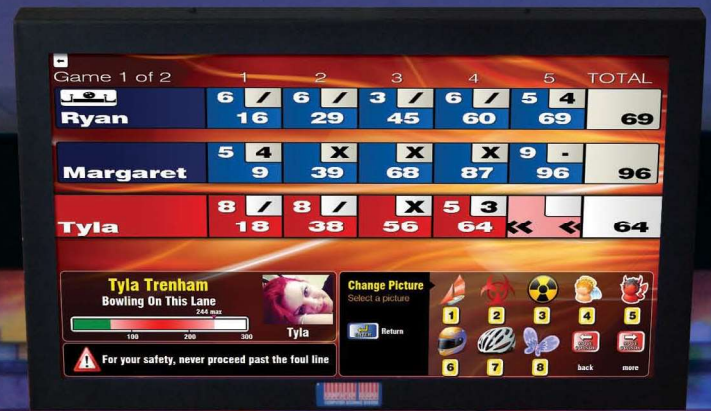 Game 1 of 2 1 2 3 4 5 TOTAL
6 / 6 / 3 / 6 / 5 4
Ryan 16 29 45 60 69 69
5 4 X X X 9 -
Margaret 9 39 68 87 96 96
8 / 8 / X 5 3
Tyla 18 38 56 64 64
Tyla Trenham
Bowling On This Lane
244 max
100 200 300
Tyla
For your safety, never proceed past the foul line
Change Picture
Select a picture
Return
1 2 3 4 5
6 7 8 back more